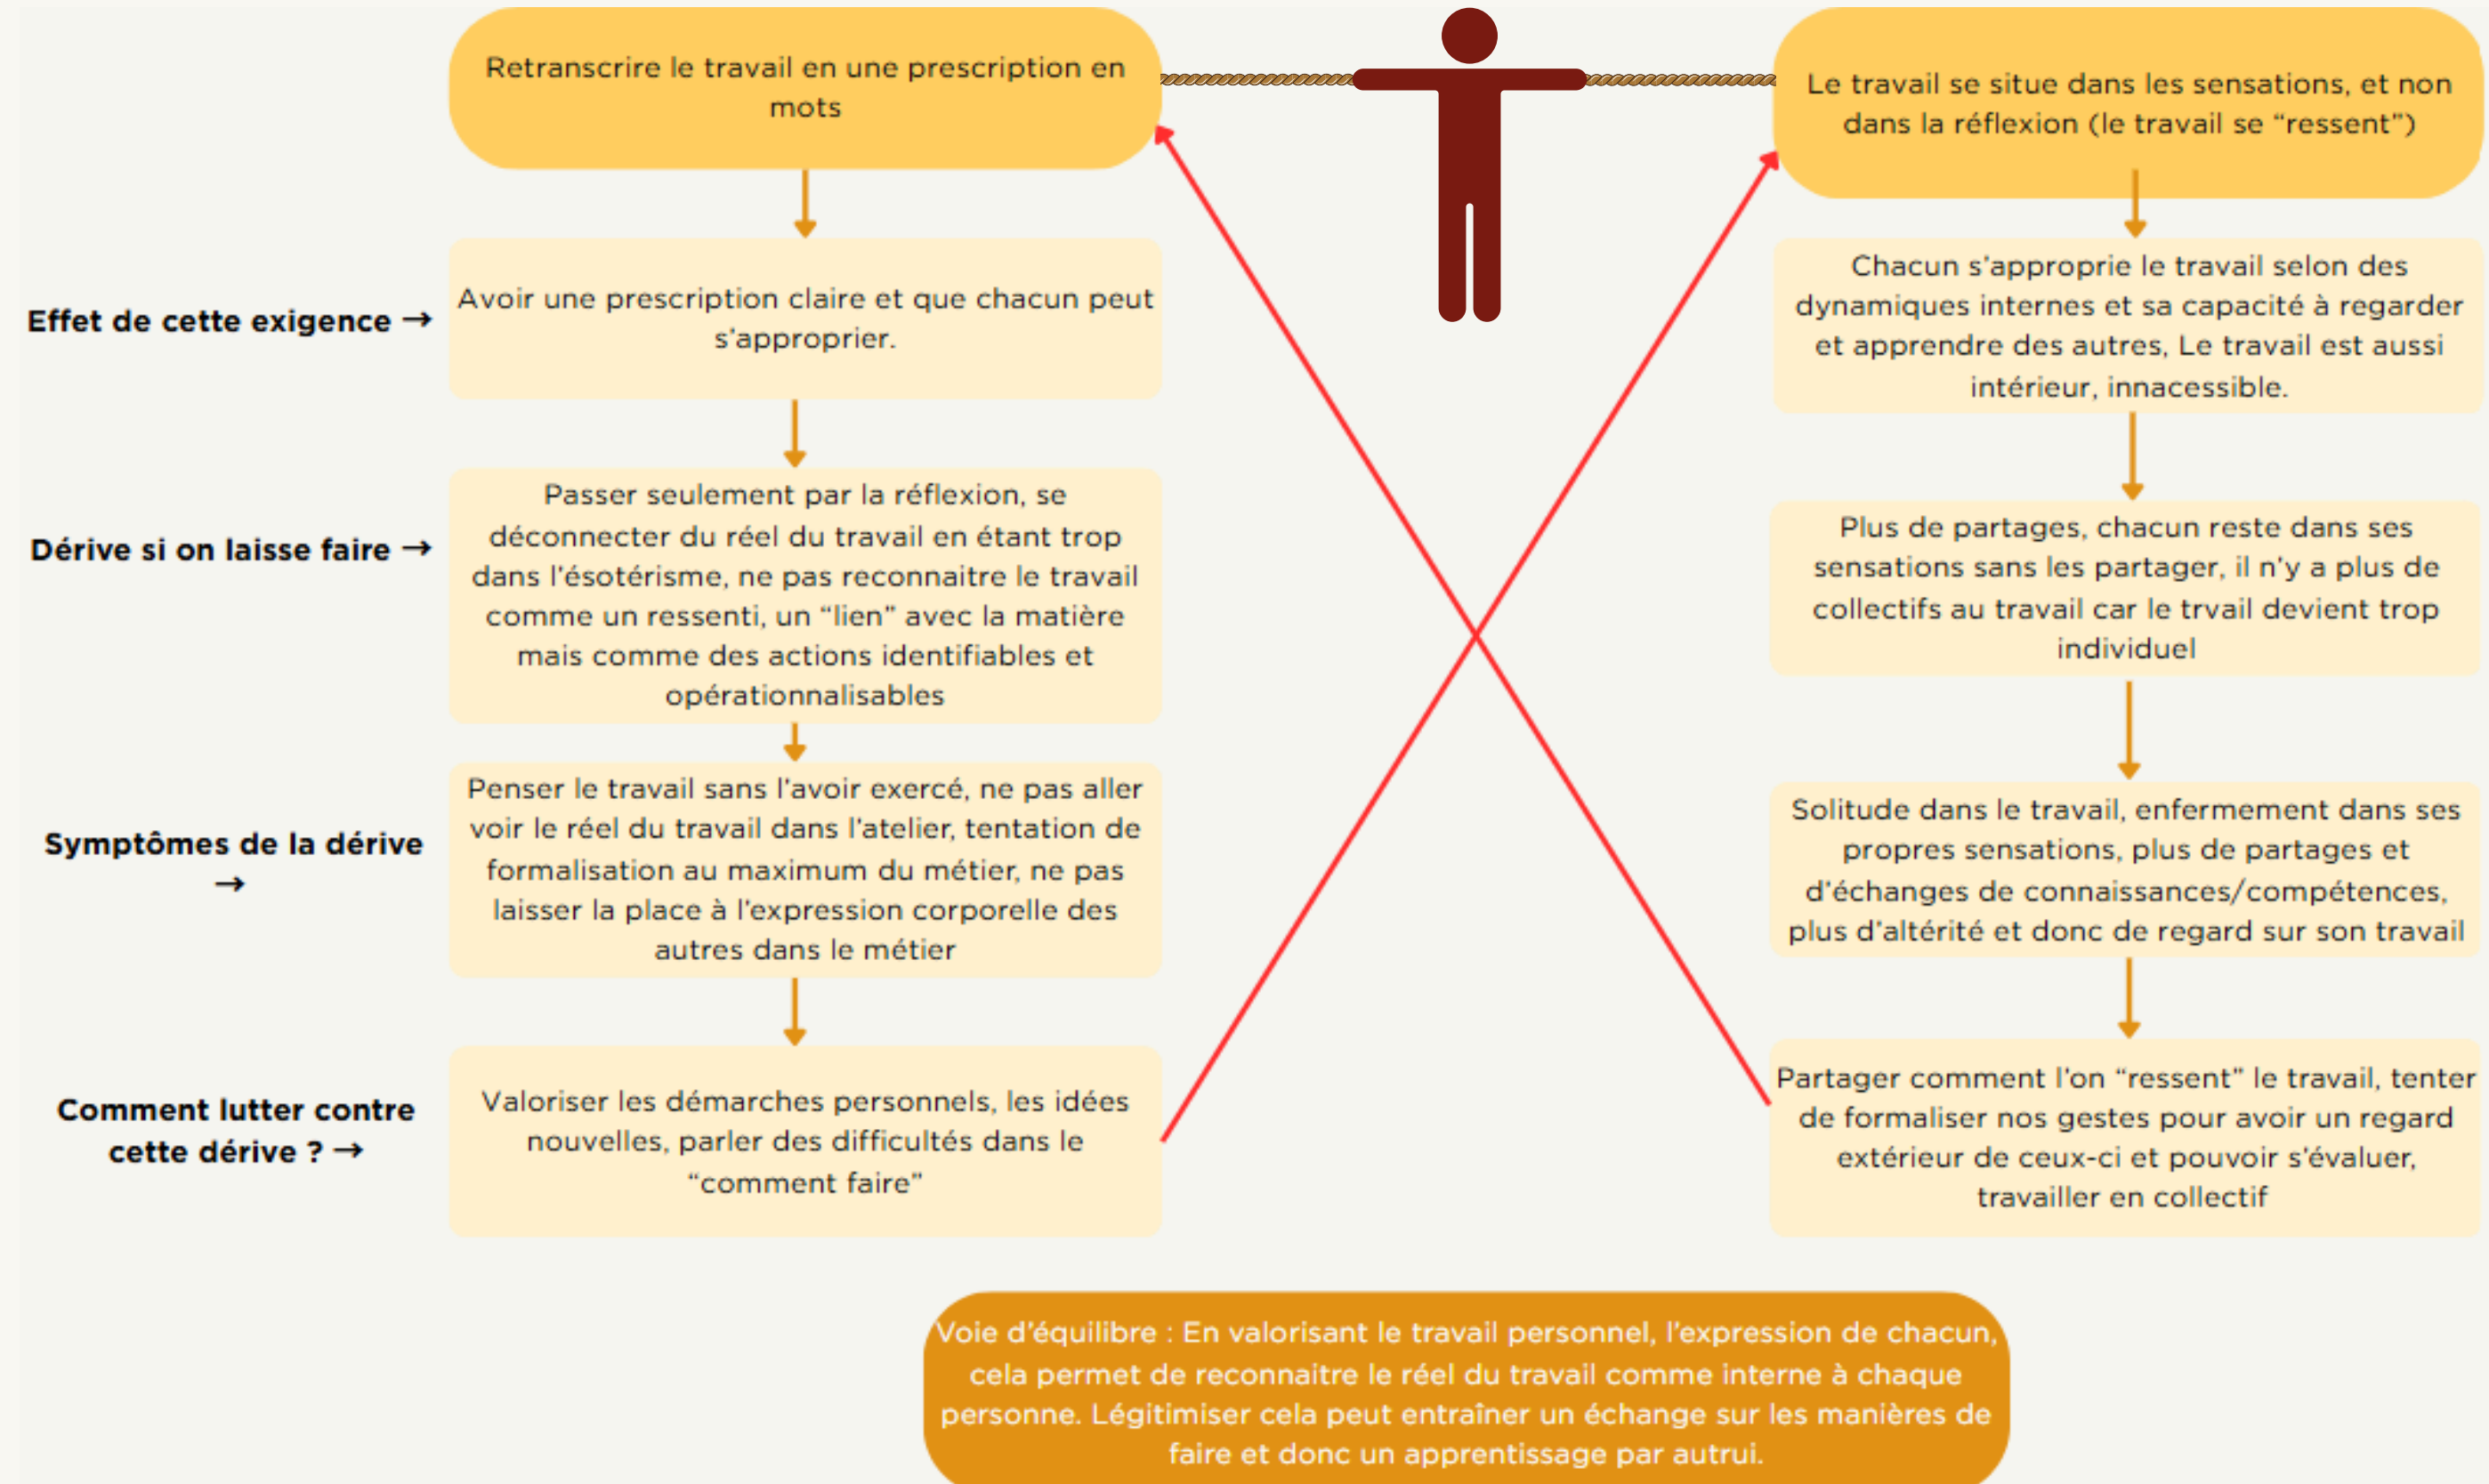 Retranscrire le travail en une prescription en
mots
Le travail se situe dans les sensations, et non
dans la réflexion (le travail se “ressent”)
Effet de cette exigence →
Avoir une prescription claire et que chacun peut
s’approprier.
Chacun s’approprie le travail selon des
dynamiques internes et sa capacité à regarder
et apprendre des autres, Le travail est aussi
intérieur, innacessible.
Dérive si on laisse faire →
Passer seulement par la réflexion, se
déconnecter du réel du travail en étant trop
dans l’ésotérisme, ne pas reconnaitre le travail
comme un ressenti, un “lien” avec la matière
mais comme des actions identifiables et
opérationnalisables
Plus de partages, chacun reste dans ses
sensations sans les partager, il n’y a plus de
collectifs au travail car le trvail devient trop
individuel
Symptômes de la dérive
→
Penser le travail sans l’avoir exercé, ne pas aller
voir le réel du travail dans l’atelier, tentation de
formalisation au maximum du métier, ne pas
laisser la place à l’expression corporelle des
autres dans le métier
Solitude dans le travail, enfermement dans ses
propres sensations, plus de partages et
d’échanges de connaissances/compétences,
plus d’altérité et donc de regard sur son travail
Comment lutter contre
cette dérive ? →
Valoriser les démarches personnels, les idées
nouvelles, parler des difficultés dans le
“comment faire”
Partager comment l’on “ressent” le travail, tenter
de formaliser nos gestes pour avoir un regard
extérieur de ceux-ci et pouvoir s’évaluer,
travailler en collectif
Voie d’équilibre : En valorisant le travail personnel, l’expression de chacun,
cela permet de reconnaitre le réel du travail comme interne à chaque
personne. Légitimiser cela peut entraîner un échange sur les manières de
faire et donc un apprentissage par autrui.